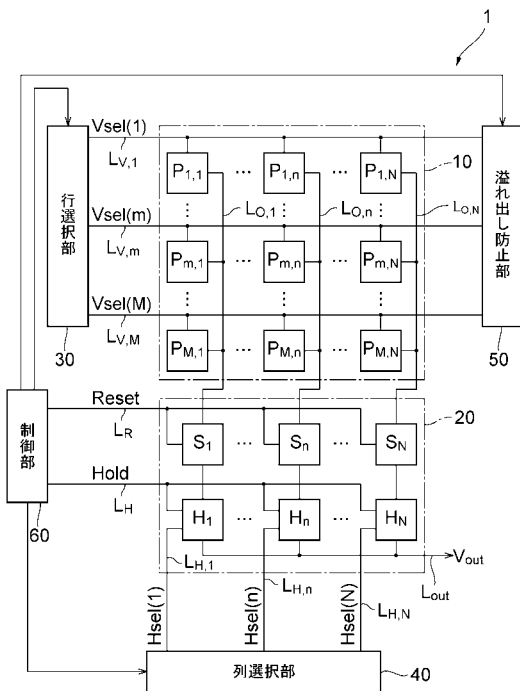 1
Vsel(1)
L_V,1
P_1,1 … P_1,n … P_1,N
10
L_O,1 L_O,n L_O,N
Vsel(m)
L_V,m
P_m,1 … P_m,n … P_m,N
Vsel(M)
L_V,M
P_M,1 … P_M,n … P_M,N
行選択部
30
溢れ出し防止部
50
Reset
L_R
20
S_1 … S_n … S_N
制御部
60
Hold
L_H
H_1 … H_n … H_N
V_out
L_out
L_H,1 L_H,n L_H,N
Hsel(1) Hsel(n) Hsel(N)
列選択部
40